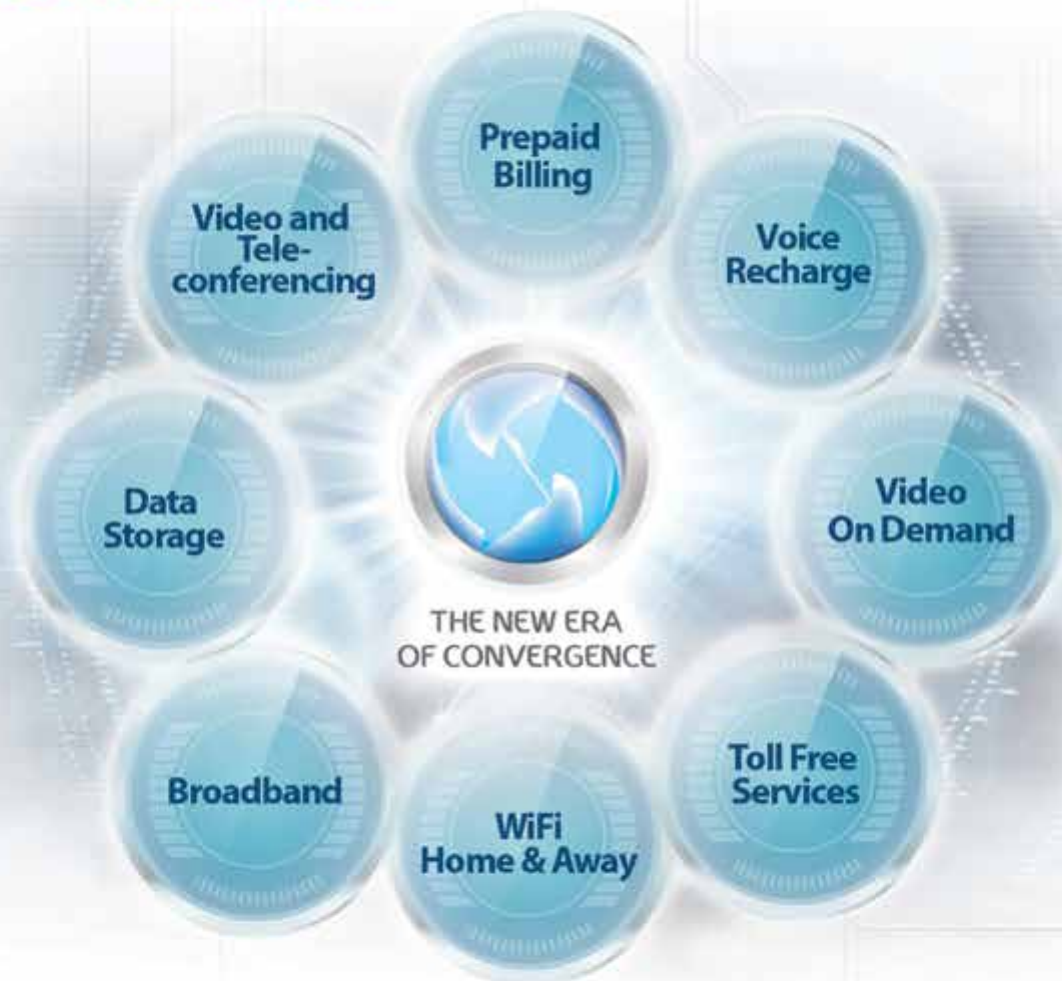 Prepaid
Billing
Voice
Recharge
Video
On Demand
Toll Free
Services
WiFi
Home & Away
Broadband
Data
Storage
Video and
Tele-
conferencing
THE NEW ERA
OF CONVERGENCE